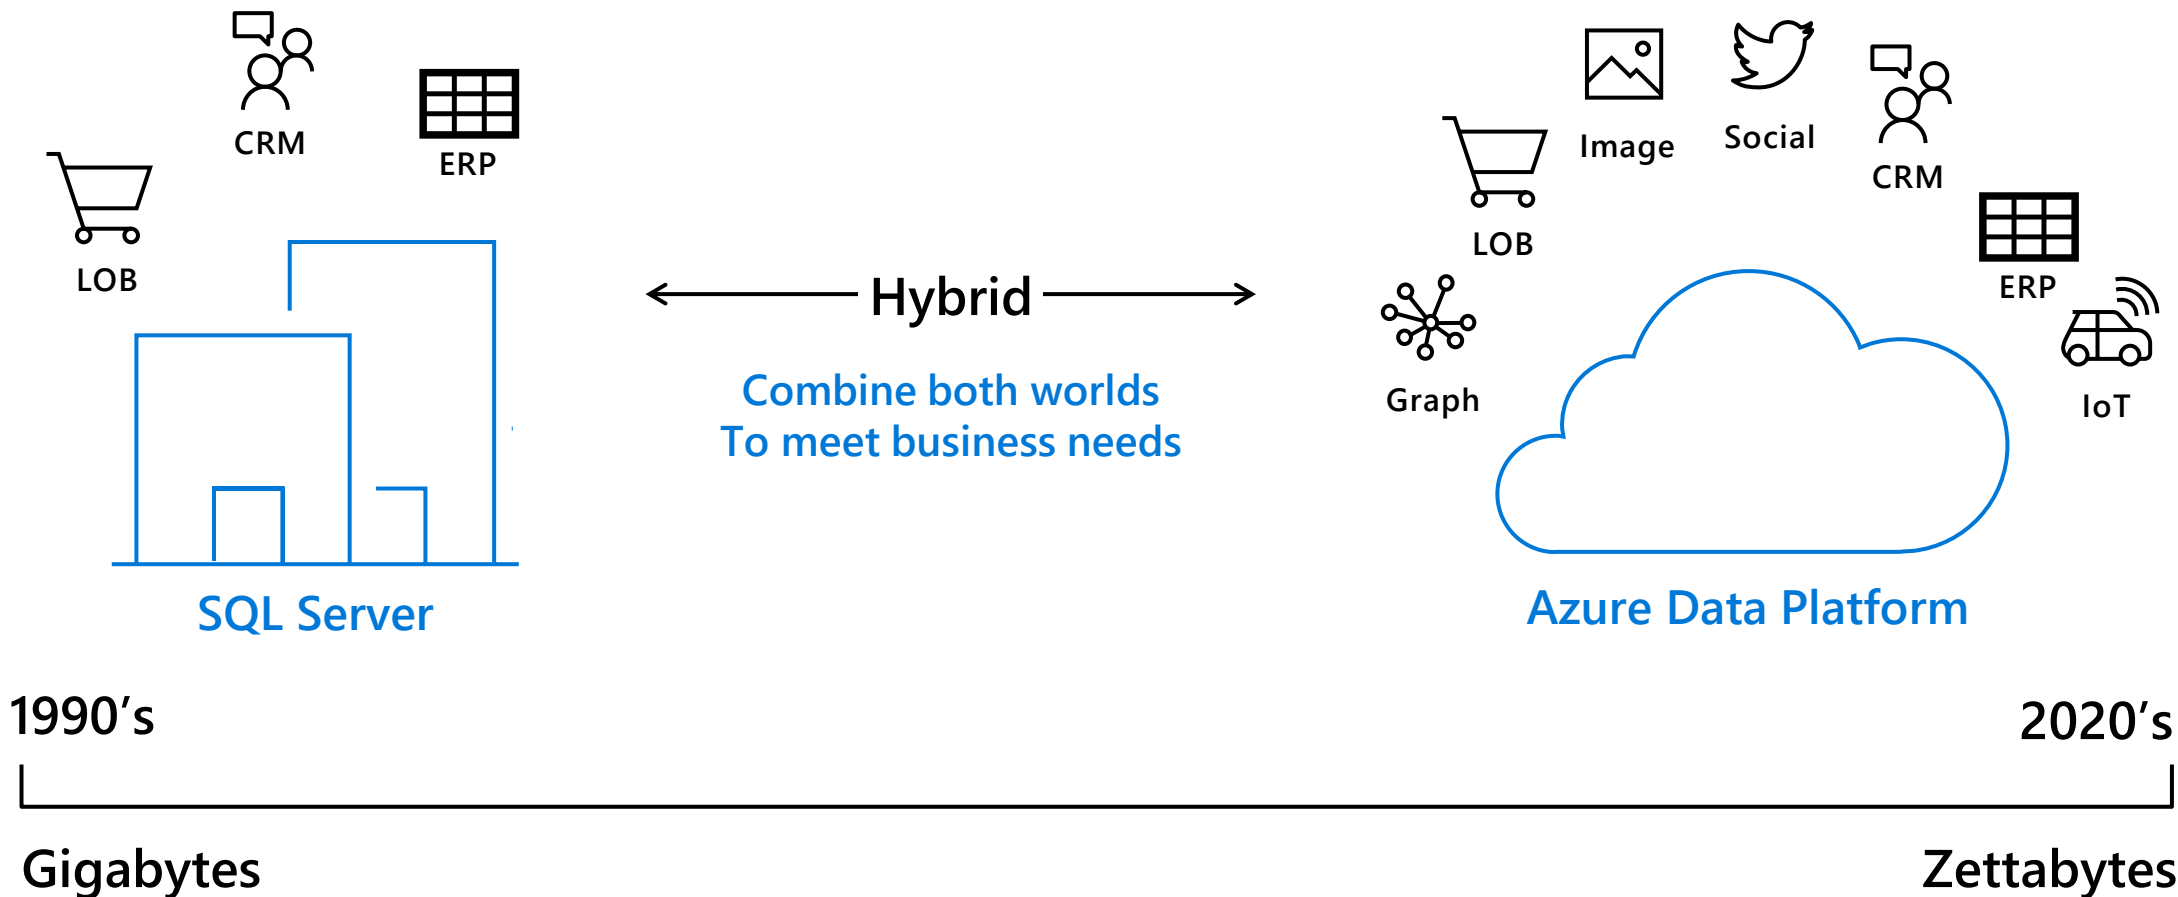 CRM
ERP
LOB
SQL Server
Hybrid
Combine both worlds
To meet business needs
Image
Social
CRM
LOB
ERP
Graph
IoT
Azure Data Platform
1990’s
2020’s
Gigabytes
Zettabytes